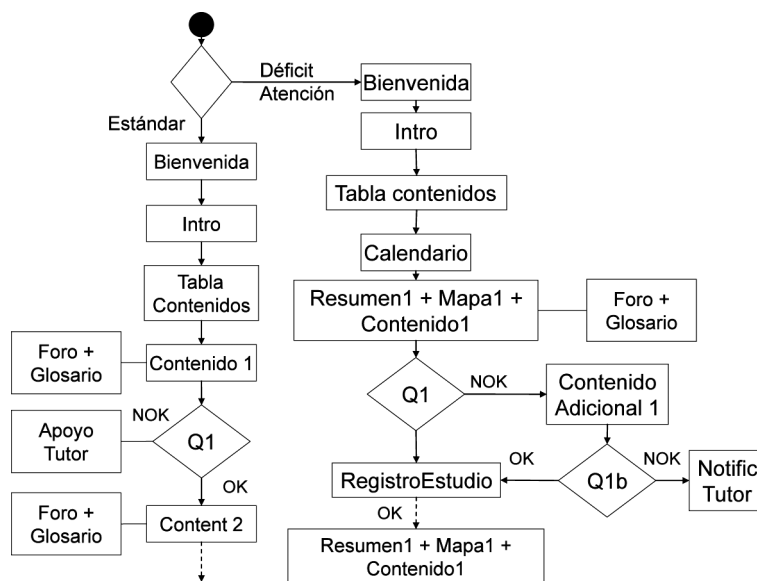 Déficit
Atención
Estándar
Bienvenida
Intro
Tabla
Contenidos
Foro +
Glosario
Contenido 1
NOK
Apoyo
Tutor
Q1
OK
Foro +
Glosario
Content 2
Bienvenida
Intro
Tabla contenidos
Calendario
Resumen1 + Mapa1 +
Contenido1
Foro +
Glosario
Q1
NOK
Contenido
Adicional 1
OK
Q1b
NOK
Notific
Tutor
RegistroEstudio
OK
Resumen1 + Mapa1 +
Contenido1